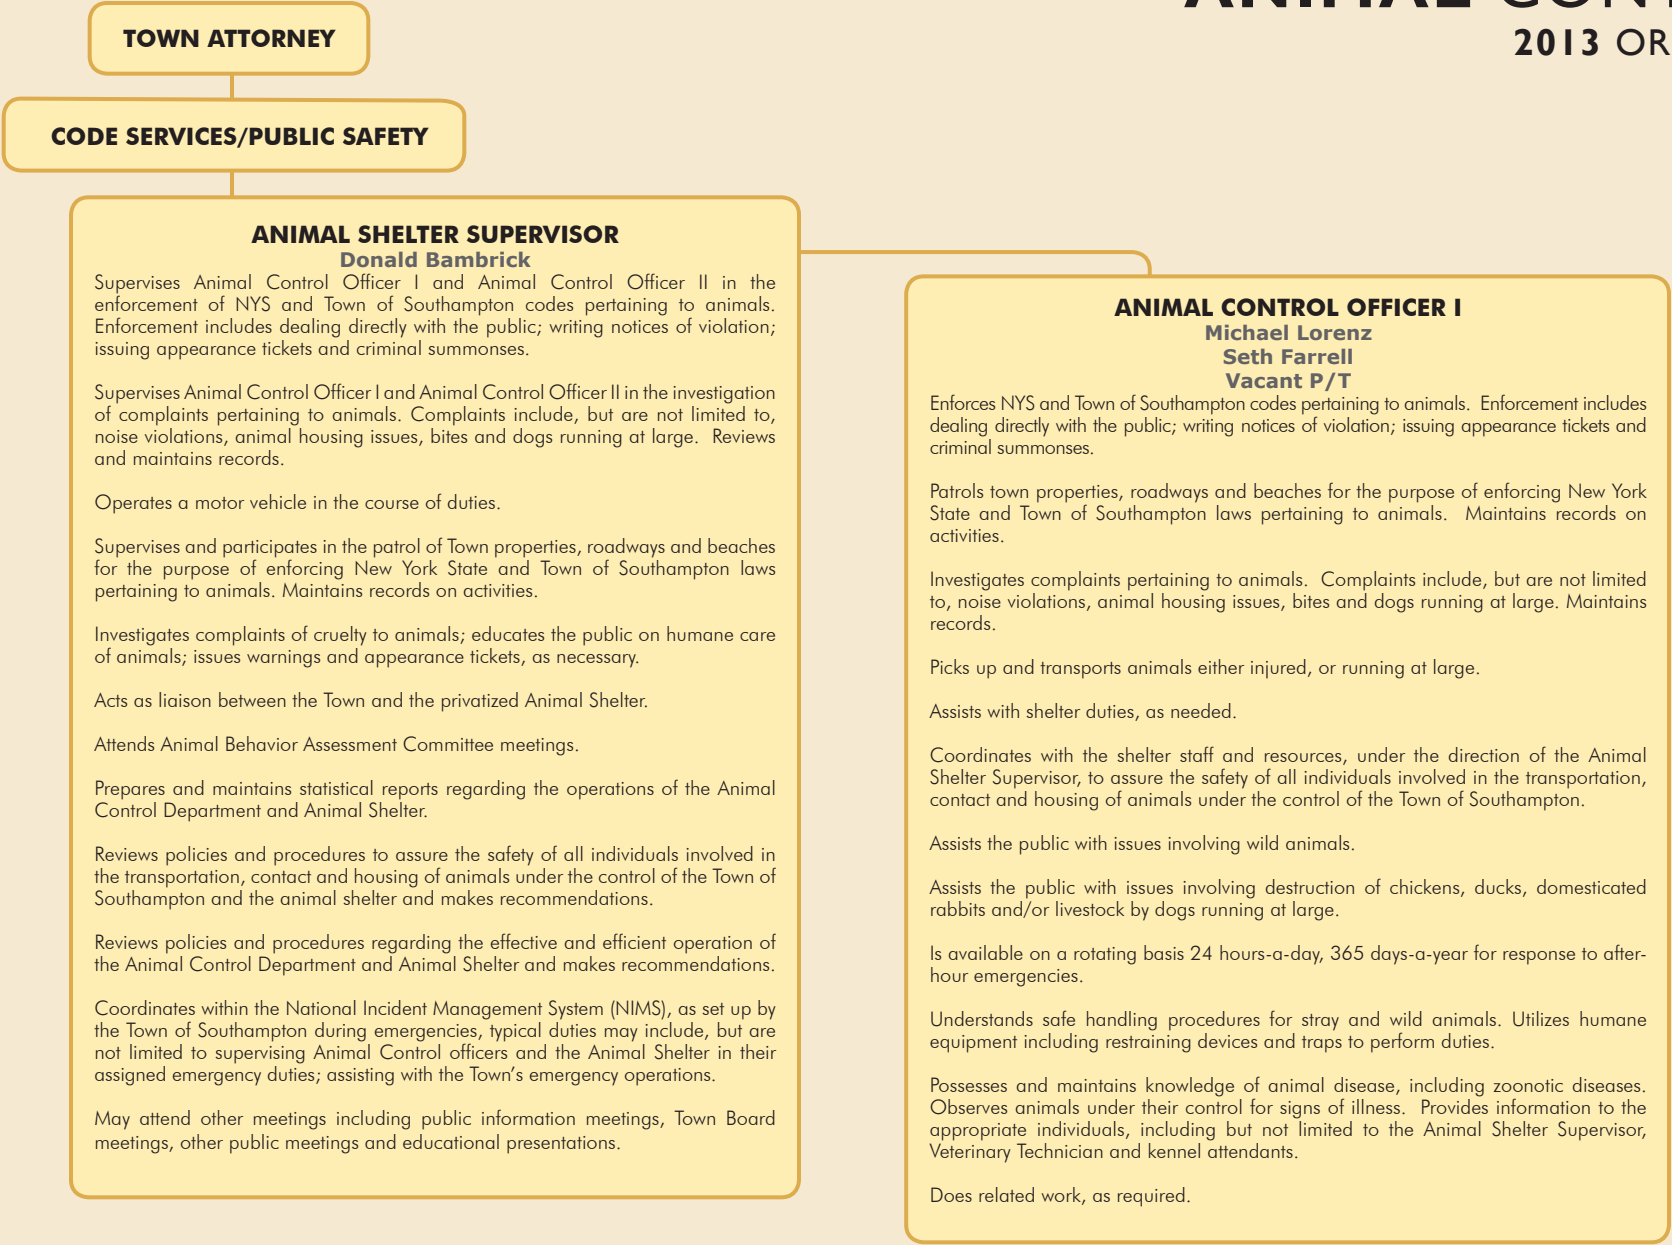 ANIMAL CONT
2013 OR
TOWN ATTORNEY
CODE SERVICES/PUBLIC SAFETY
ANIMAL SHELTER SUPERVISOR
Donald Bambrick
Supervises Animal Control Officer I and Animal Control Officer II in the
enforcement of NYS and Town of Southampton codes pertaining to animals.
Enforcement includes dealing directly with the public; writing notices of violation;
issuing appearance tickets and criminal summonses.
Supervises Animal Control Officer I and Animal Control Officer II in the investigation
of complaints pertaining to animals. Complaints include, but are not limited to,
noise violations, animal housing issues, bites and dogs running at large.  Reviews
and maintains records.
Operates a motor vehicle in the course of duties.
Supervises and participates in the patrol of Town properties, roadways and beaches
for the purpose of enforcing New York State and Town of Southampton laws
pertaining to animals. Maintains records on activities.
Investigates complaints of cruelty to animals; educates the public on humane care
of animals; issues warnings and appearance tickets, as necessary.
Acts as liaison between the Town and the privatized Animal Shelter.
Attends Animal Behavior Assessment Committee meetings.
Prepares and maintains statistical reports regarding the operations of the Animal
Control Department and Animal Shelter.
Reviews policies and procedures to assure the safety of all individuals involved in
the transportation, contact and housing of animals under the control of the Town of
Southampton and the animal shelter and makes recommendations.
Reviews policies and procedures regarding the effective and efficient operation of
the Animal Control Department and Animal Shelter and makes recommendations.
Coordinates within the National Incident Management System (NIMS), as set up by
the Town of Southampton during emergencies, typical duties may include, but are
not limited to supervising Animal Control officers and the Animal Shelter in their
assigned emergency duties; assisting with the Town’s emergency operations.
May attend other meetings including public information meetings, Town Board
meetings, other public meetings and educational presentations.
ANIMAL CONTROL OFFICER I
Michael Lorenz
Seth Farrell
Vacant P/T
Enforces NYS and Town of Southampton codes pertaining to animals.  Enforcement includes
dealing directly with the public; writing notices of violation; issuing appearance tickets and
criminal summonses.
Patrols town properties, roadways and beaches for the purpose of enforcing New York
State and Town of Southampton laws pertaining to animals.  Maintains records on
activities.
Investigates complaints pertaining to animals.  Complaints include, but are not limited
to, noise violations, animal housing issues, bites and dogs running at large. Maintains
records.
Picks up and transports animals either injured, or running at large.
Assists with shelter duties, as needed.
Coordinates with the shelter staff and resources, under the direction of the Animal
Shelter Supervisor, to assure the safety of all individuals involved in the transportation,
contact and housing of animals under the control of the Town of Southampton.
Assists the public with issues involving wild animals.
Assists the public with issues involving destruction of chickens, ducks, domesticated
rabbits and/or livestock by dogs running at large.
Is available on a rotating basis 24 hours-a-day, 365 days-a-year for response to after-
hour emergencies.
Understands safe handling procedures for stray and wild animals. Utilizes humane
equipment including restraining devices and traps to perform duties.
Possesses and maintains knowledge of animal disease, including zoonotic diseases.
Observes animals under their control for signs of illness.  Provides information to the
appropriate individuals, including but not limited to the Animal Shelter Supervisor,
Veterinary Technician and kennel attendants.
Does related work, as required.